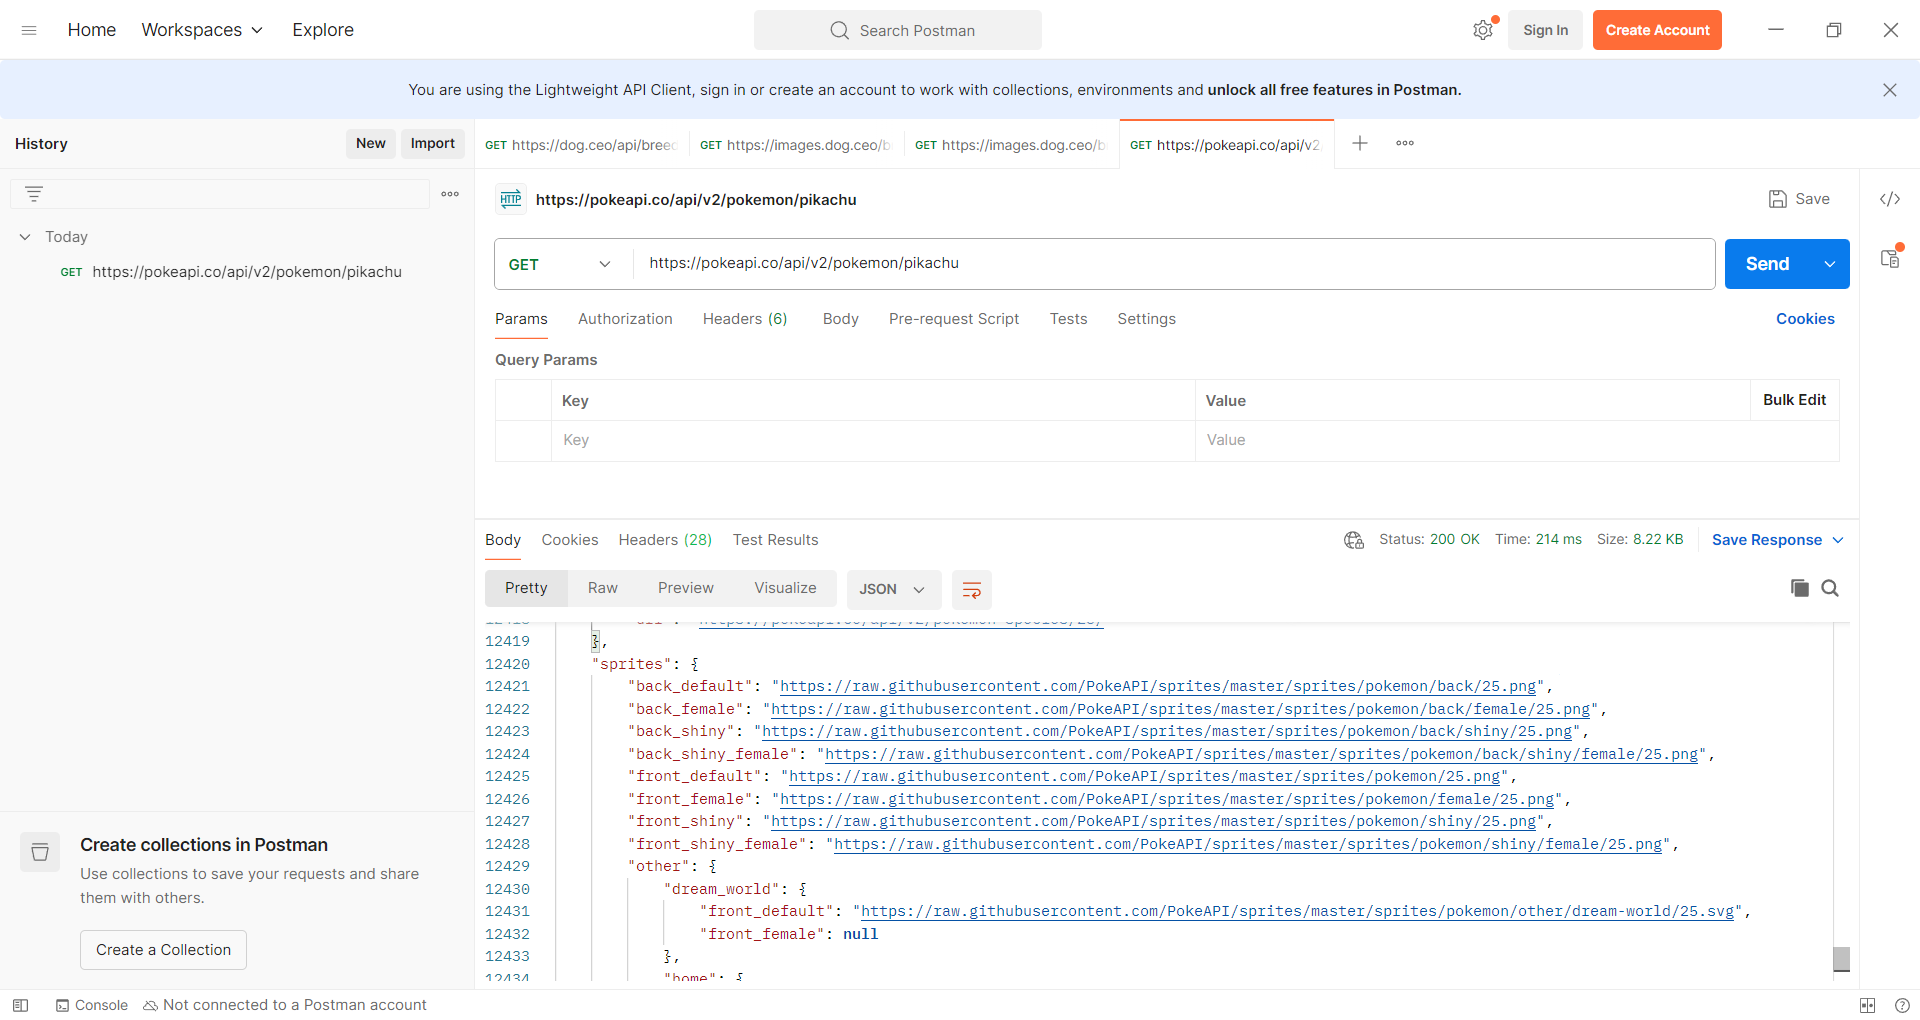 Home
Workspaces
Explore
Search Postman
Sign In
Create Account
You are using the Lightweight API Client, sign in or create an account to work with collections, environments and unlock all free features in Postman.
History
New
Import
GET https://dog.ceo/api/breed
GET https://images.dog.ceo/b
GET https://images.dog.ceo/b
GET https://pokeapi.co/api/v2
Today
GET https://pokeapi.co/api/v2/pokemon/pikachu
HTTP https://pokeapi.co/api/v2/pokemon/pikachu
Save
GET
https://pokeapi.co/api/v2/pokemon/pikachu
Send
Params
Authorization
Headers (6)
Body
Pre-request Script
Tests
Settings
Cookies
Query Params
Key
Value
Bulk Edit
Key
Value
Body
Cookies
Headers (28)
Test Results
Status: 200 OK
Time: 214 ms
Size: 8.22 KB
Save Response
Pretty
Raw
Preview
Visualize
JSON
12419 },
12420 "sprites": {
12421 "back_default": "https://raw.githubusercontent.com/PokeAPI/sprites/master/sprites/pokemon/back/25.png",
12422 "back_female": "https://raw.githubusercontent.com/PokeAPI/sprites/master/sprites/pokemon/back/female/25.png",
12423 "back_shiny": "https://raw.githubusercontent.com/PokeAPI/sprites/master/sprites/pokemon/back/shiny/25.png",
12424 "back_shiny_female": "https://raw.githubusercontent.com/PokeAPI/sprites/master/sprites/pokemon/back/shiny/female/25.png",
12425 "front_default": "https://raw.githubusercontent.com/PokeAPI/sprites/master/sprites/pokemon/25.png",
12426 "front_female": "https://raw.githubusercontent.com/PokeAPI/sprites/master/sprites/pokemon/female/25.png",
12427 "front_shiny": "https://raw.githubusercontent.com/PokeAPI/sprites/master/sprites/pokemon/shiny/25.png",
12428 "front_shiny_female": "https://raw.githubusercontent.com/PokeAPI/sprites/master/sprites/pokemon/shiny/female/25.png",
12429 "other": {
12430 "dream_world": {
12431 "front_default": "https://raw.githubusercontent.com/PokeAPI/sprites/master/sprites/pokemon/other/dream-world/25.svg",
12432 "front_female": null
12433 },
12434 "home": {
Create collections in Postman
Use collections to save your requests and share
them with others.
Create a Collection
Console
Not connected to a Postman account